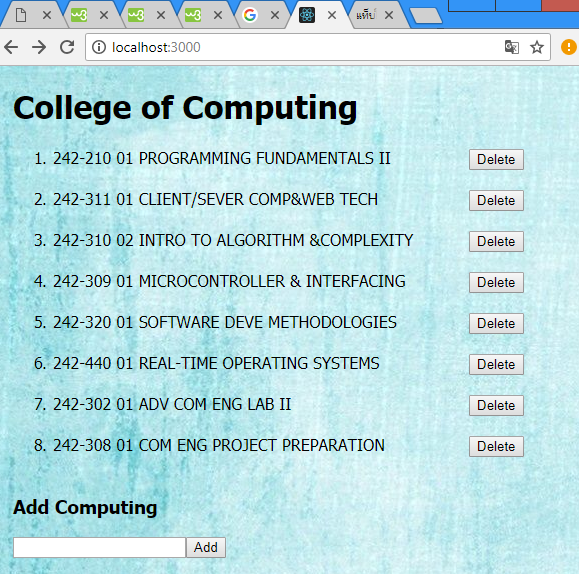 แท็บ
localhost:3000
College of Computing
1. 242-210 01 PROGRAMMING FUNDAMENTALS II Delete
2. 242-311 01 CLIENT/SEVER COMP&WEB TECH Delete
3. 242-310 02 INTRO TO ALGORITHM &COMPLEXITY Delete
4. 242-309 01 MICROCONTROLLER & INTERFACING Delete
5. 242-320 01 SOFTWARE DEVE METHODOLOGIES Delete
6. 242-440 01 REAL-TIME OPERATING SYSTEMS Delete
7. 242-302 01 ADV COM ENG LAB II Delete
8. 242-308 01 COM ENG PROJECT PREPARATION Delete
Add Computing
Add